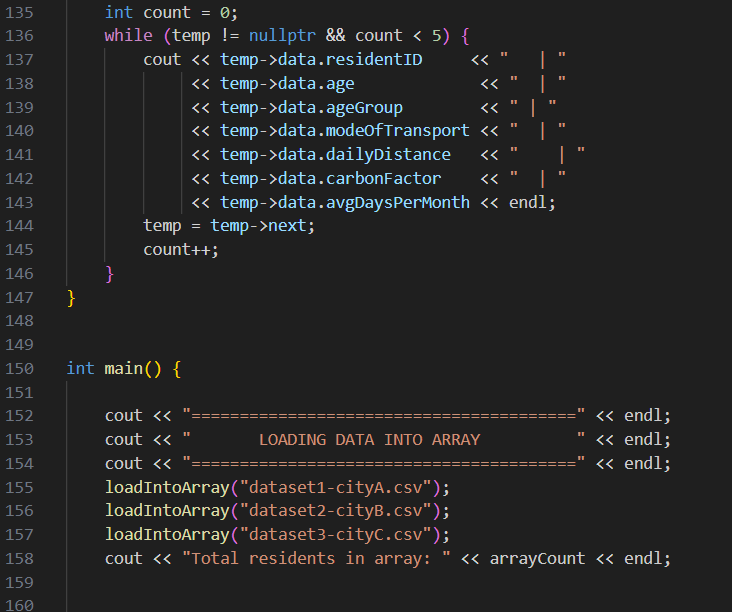 135     int count = 0;
136     while (temp != nullptr && count < 5) {
137         cout << temp->data.residentID     << "   | "
138              << temp->data.age             << "  | "
139              << temp->data.ageGroup        << " | "
140              << temp->data.modeOfTransport << "  | "
141              << temp->data.dailyDistance   << "    | "
142              << temp->data.carbonFactor    << "  | "
143              << temp->data.avgDaysPerMonth << endl;
144         temp = temp->next;
145         count++;
146     }
147 }
148
149
150 int main() {
151
152     cout << "========================================" << endl;
153     cout << "       LOADING DATA INTO ARRAY          " << endl;
154     cout << "========================================" << endl;
155     loadIntoArray("dataset1-cityA.csv");
156     loadIntoArray("dataset2-cityB.csv");
157     loadIntoArray("dataset3-cityC.csv");
158     cout << "Total residents in array: " << arrayCount << endl;
159
160